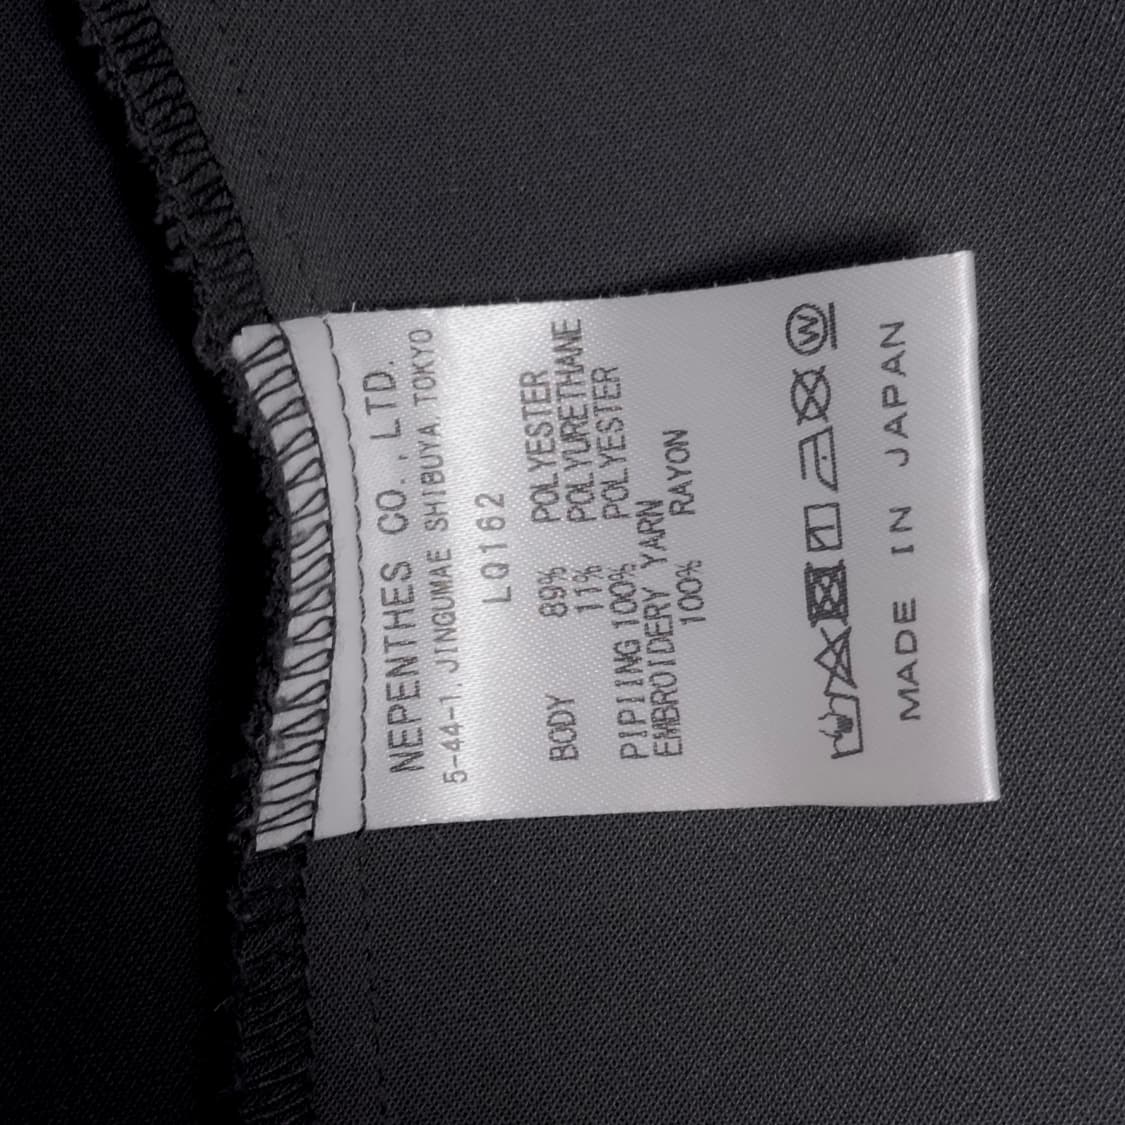 NEPENTHES CO., LTD.
5-44-1, JINGUMAE SHIBUYA, TOKYO
LQ162
BODY 89% POLYESTER
11% POLYURETHANE
PIPIING 100% POLYESTER
EMBROIDERY YARN
100% RAYON
W
MADE IN JAPAN